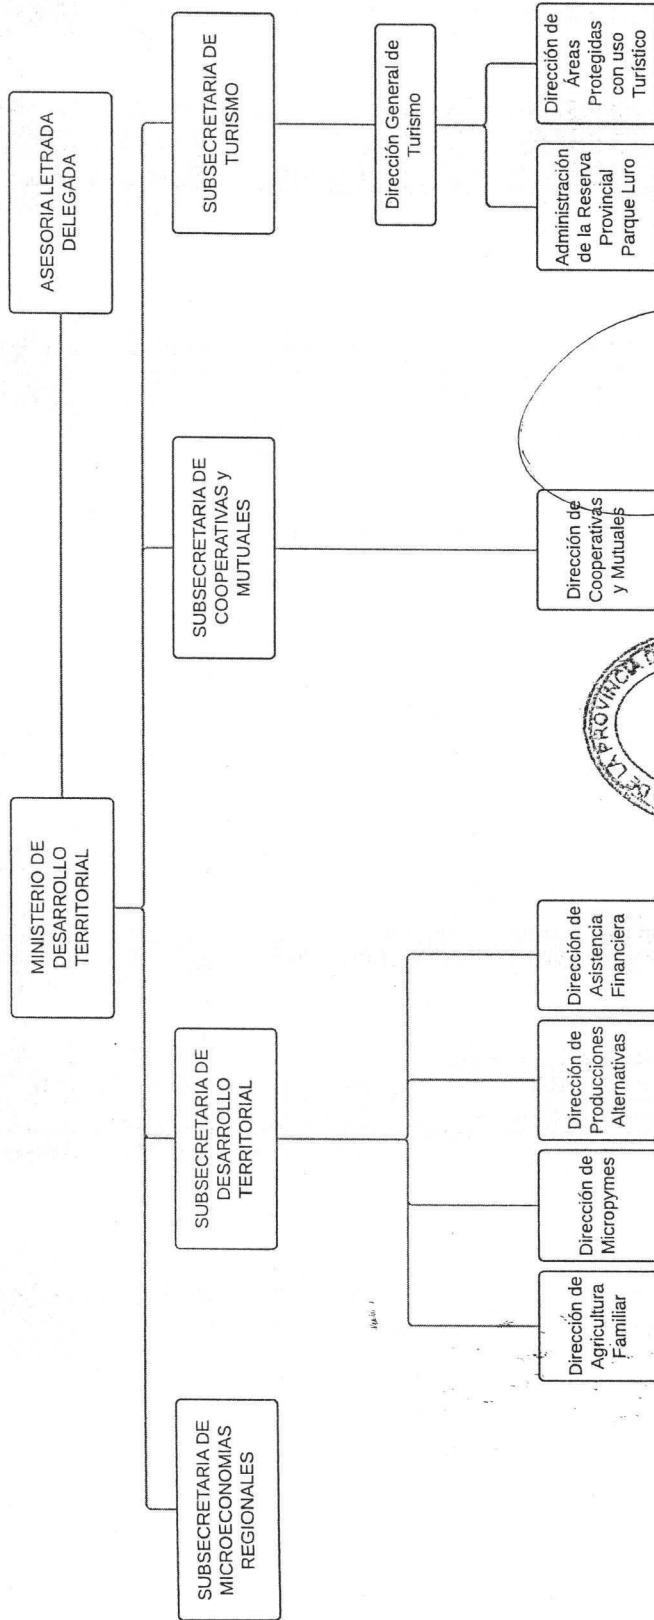 MINISTERIO DE
DESARROLLO
TERRITORIAL
ASESORIA LETRADA
DELEGADA
SUBSECRETARIA DE
MICROECONOMIAS
REGIONALES
SUBSECRETARIA DE
DESARROLLO
TERRITORIAL
SUBSECRETARIA DE
COOPERATIVAS y
MUTUALES
SUBSECRETARIA DE
TURISMO
Dirección General de
Turismo
Dirección de
Agricultura
Familiar
Dirección de
Micropymes
Dirección de
Producciones
Alternativas
Dirección de
Asistencia
Financiera
Dirección de
Cooperativas
y Mutuales
Administración
de la Reserva
Provincial
Parque Luro
Dirección de
Áreas
Protegidas
con uso
Turístico
DE LA PROVINCIA